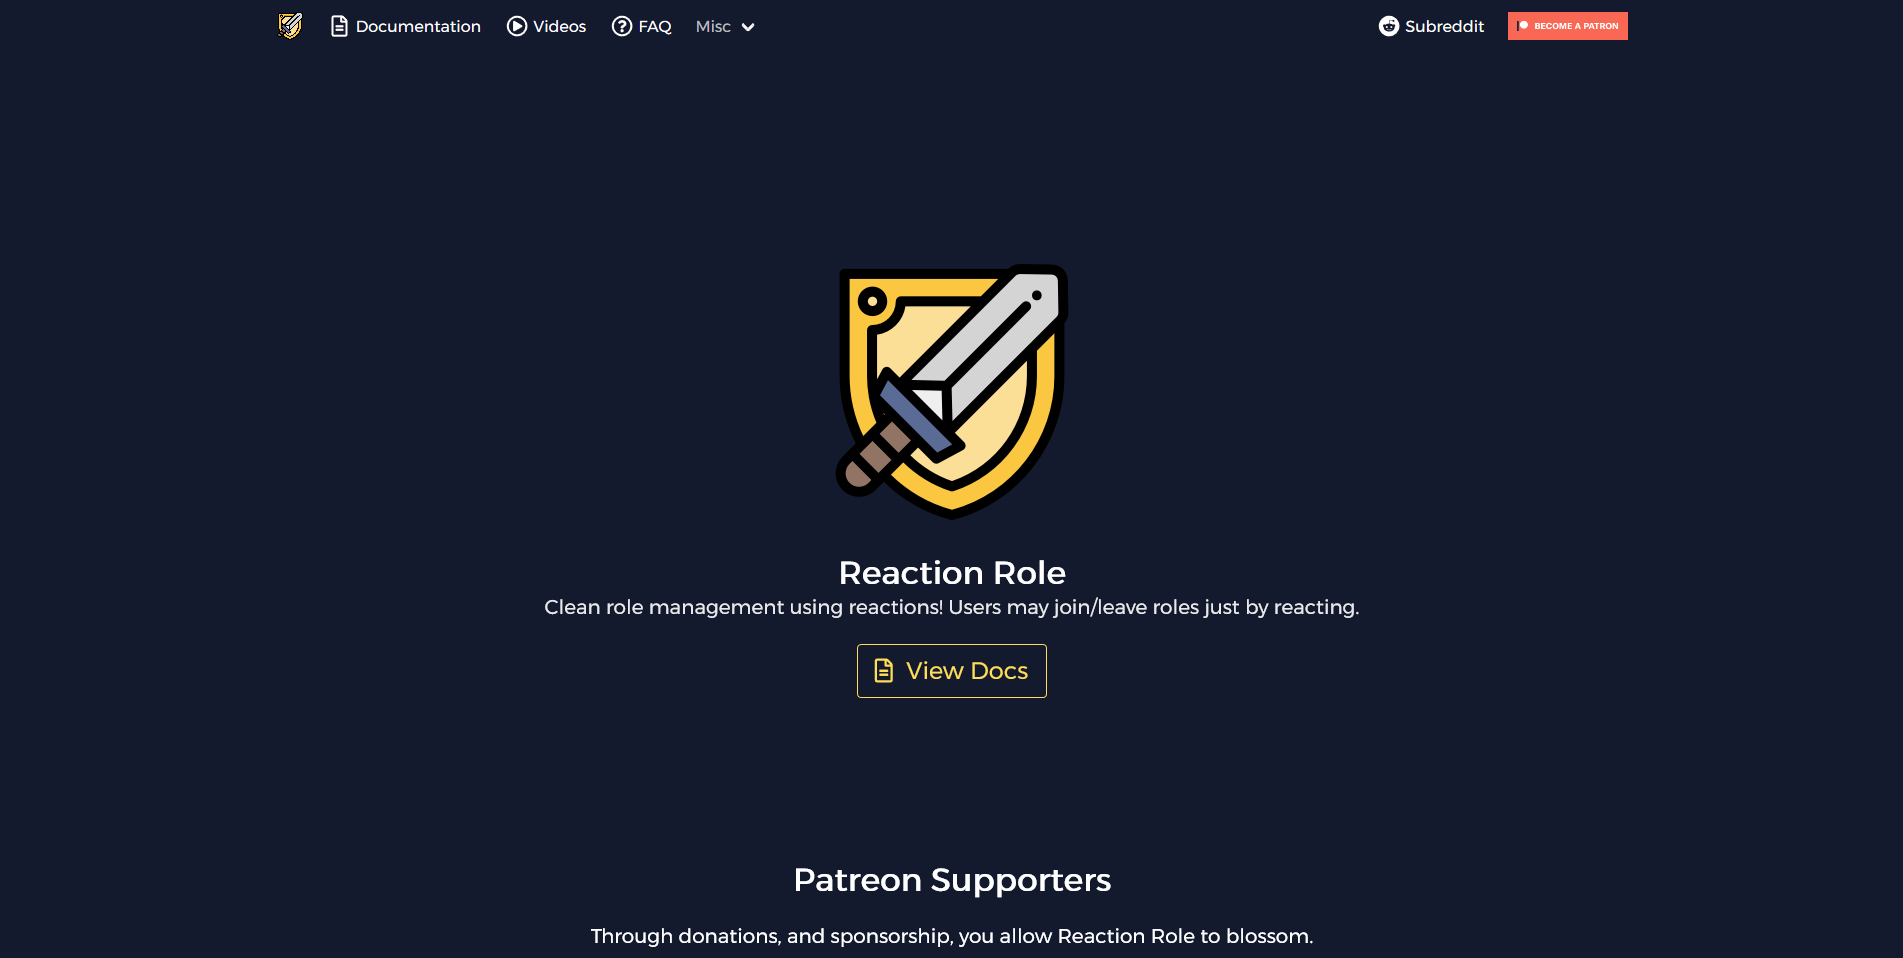 Documentation
Videos
FAQ
Misc
Subreddit
BECOME A PATRON
Reaction Role
Clean role management using reactions! Users may join/leave roles just by reacting.
View Docs
Patreon Supporters
Through donations, and sponsorship, you allow Reaction Role to blossom.